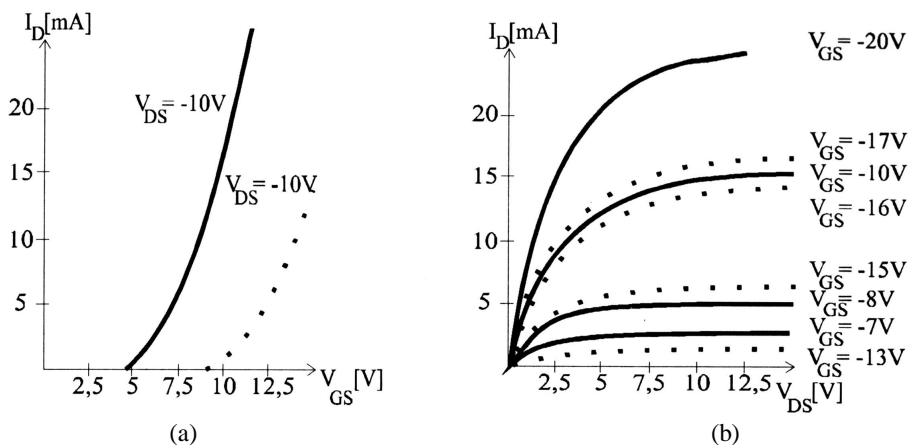 I_D[mA]
20
15
10
5
V_DS= -10V
V_DS= -10V
2,5 5 7,5 10 12,5
V_GS[V]
(a)
I_D[mA]
20
15
10
5
V_GS= -20V
V_GS= -17V
V_GS= -10V
V_GS= -16V
V_GS= -15V
V_GS= -8V
V_GS= -7V
V_GS= -13V
2,5 5 7,5 10 12,5
V_DS[V]
(b)